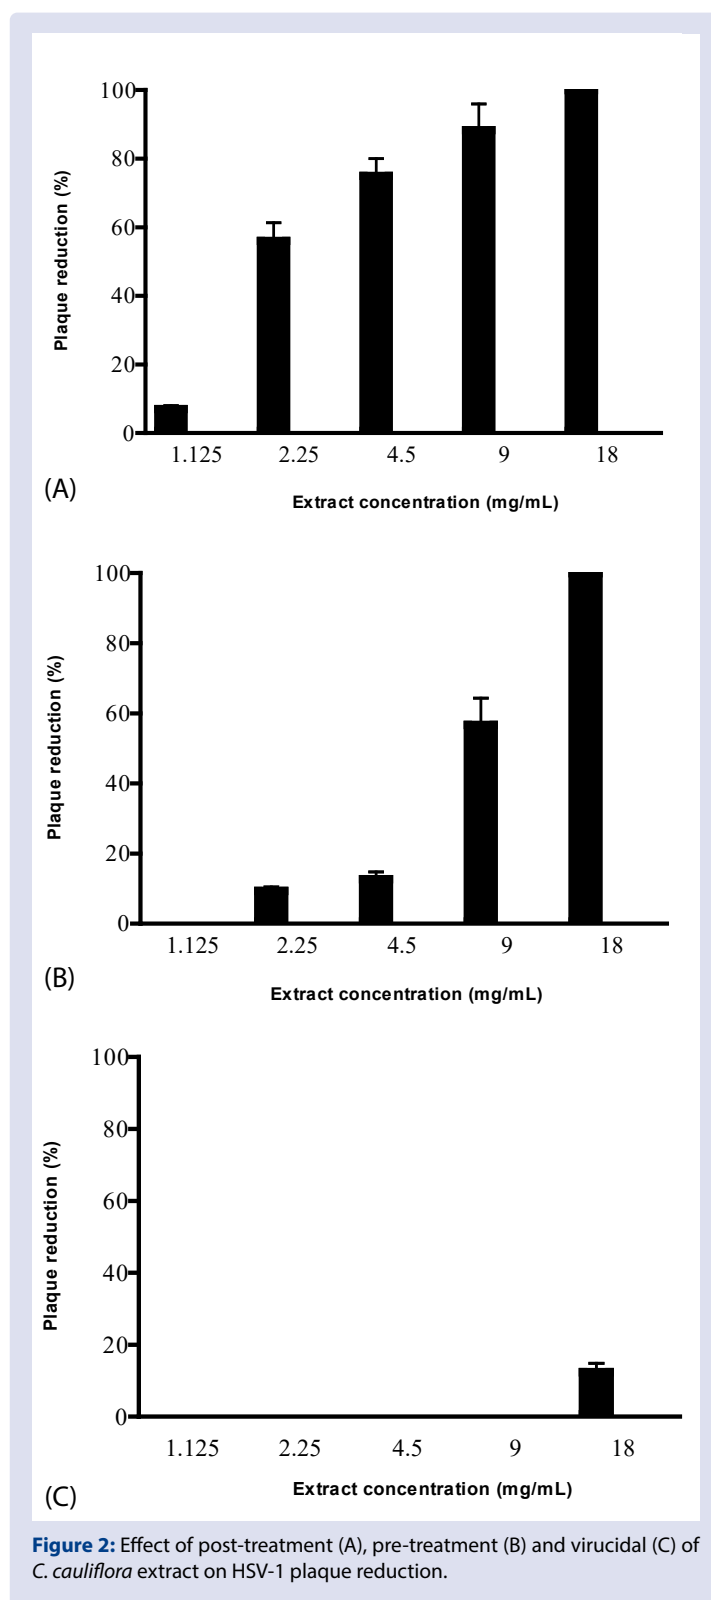 100
80
60
40
20
0
Plaque reduction (%)
1.125 2.25 4.5 9 18
(A)
Extract concentration (mg/mL)
100
80
60
40
20
0
Plaque reduction (%)
1.125 2.25 4.5 9 18
(B)
Extract concentration (mg/mL)
100
80
60
40
20
0
Plaque reduction (%)
1.125 2.25 4.5 9 18
(C)
Extract concentration (mg/mL)
Figure 2: Effect of post-treatment (A), pre-treatment (B) and virucidal (C) of
C. cauliflora extract on HSV-1 plaque reduction.